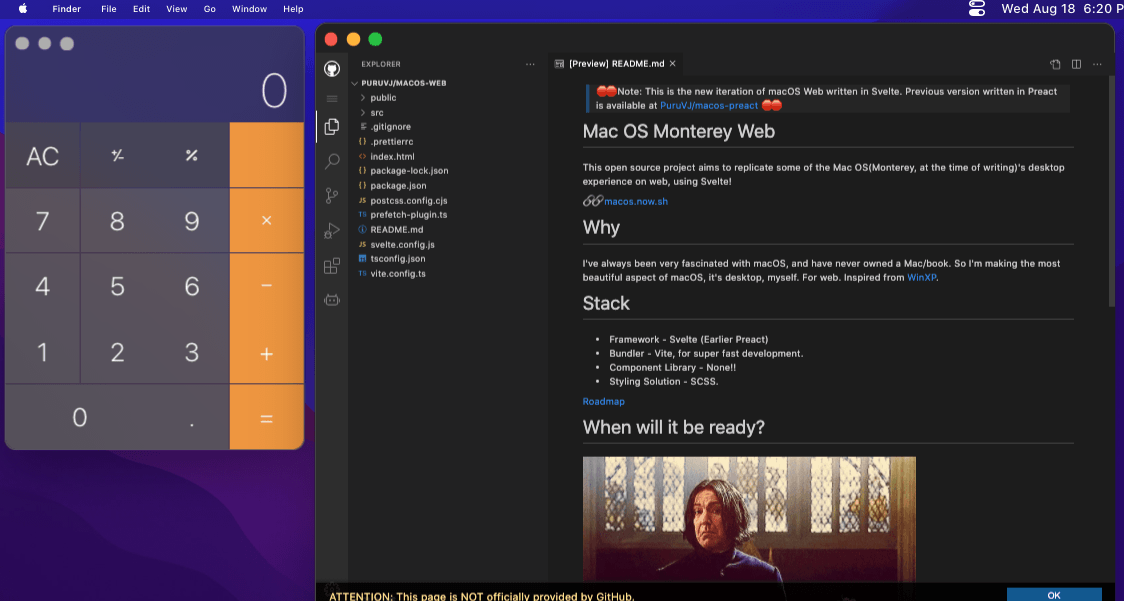 Finder File Edit View Go Window Help
Wed Aug 18 6:20 P
0
AC +⁄- %
7 8 9 ×
4 5 6 −
1 2 3 +
0 . =
EXPLORER ···
PURUVJ/MACOS-WEB
public
src
.gitignore
{} .prettierrc
<> index.html
{} package-lock.json
{} package.json
JS postcss.config.cjs
TS prefetch-plugin.ts
README.md
JS svelte.config.js
tsconfig.json
TS vite.config.ts
[Preview] README.md ×
Note: This is the new iteration of macOS Web written in Svelte. Previous version written in Preact
is available at PuruVJ/macos-preact
Mac OS Monterey Web
This open source project aims to replicate some of the Mac OS(Monterey, at the time of writing)'s desktop
experience on web, using Svelte!
macos.now.sh
Why
I've always been very fascinated with macOS, and have never owned a Mac/book. So I'm making the most
beautiful aspect of macOS, it's desktop, myself. For web. Inspired from WinXP.
Stack
• Framework - Svelte (Earlier Preact)
• Bundler - Vite, for super fast development.
• Component Library - None!!
• Styling Solution - SCSS.
Roadmap
When will it be ready?
ATTENTION: This page is NOT officially provided by GitHub.
OK